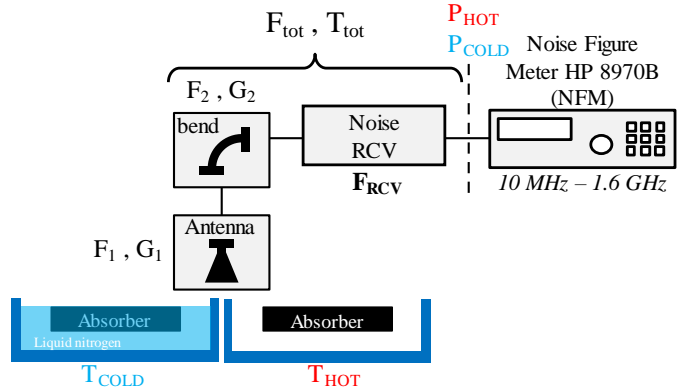 F_tot , T_tot
P_HOT
P_COLD
Noise Figure
Meter HP 8970B
(NFM)
F_2 , G_2
bend
Noise
RCV
F_RCV
10 MHz – 1.6 GHz
Antenna
F_1 , G_1
Absorber
Absorber
Liquid nitrogen
T_COLD
T_HOT